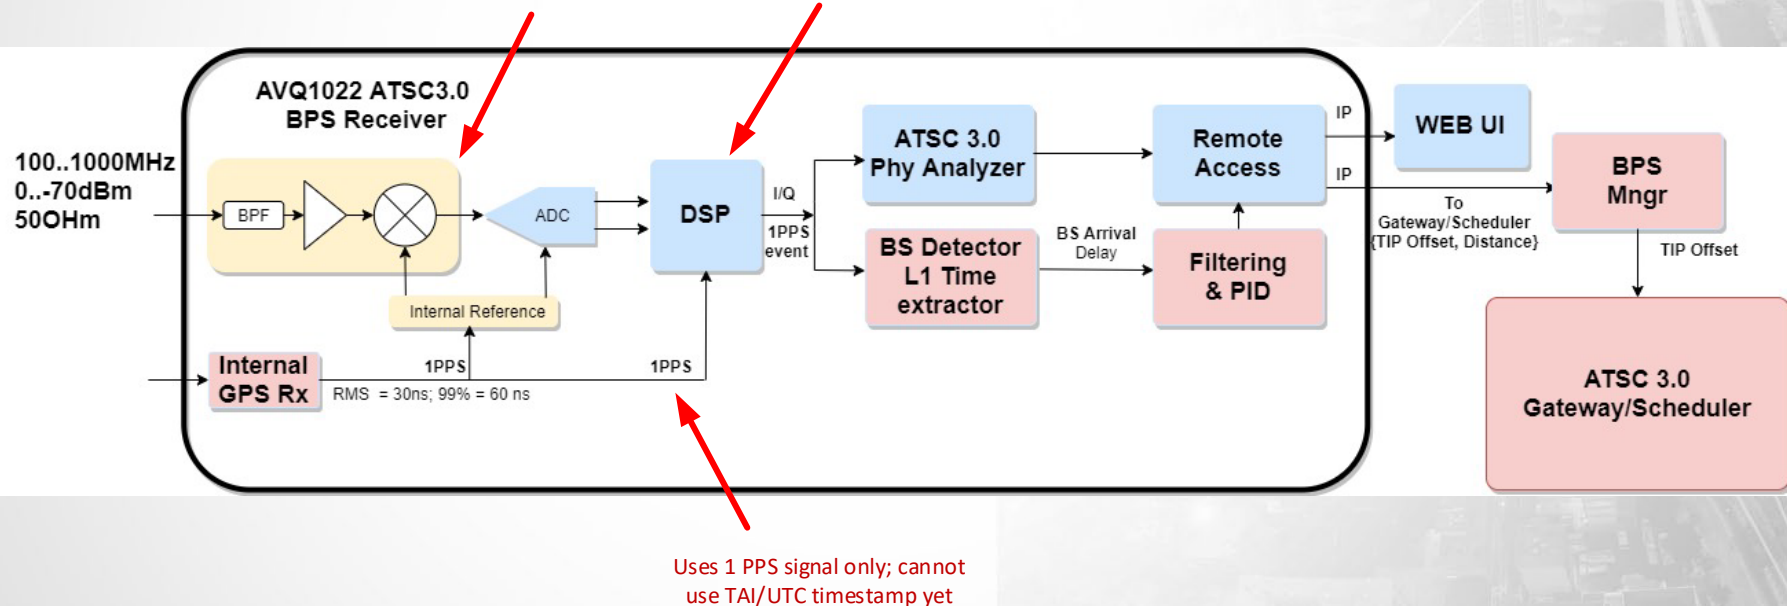 AVQ1022 ATSC3.0
BPS Receiver
100..1000MHz
0..-70dBm
50OHm
BPF
ADC
DSP
I/Q
1PPS
event
Internal Reference
Internal
GPS Rx
1PPS
RMS = 30ns; 99% = 60 ns
1PPS
ATSC 3.0
Phy Analyzer
BS Detector
L1 Time
extractor
BS Arrival
Delay
Remote
Access
Filtering
& PID
IP
IP
WEB UI
To
Gateway/Scheduler
{TIP Offset, Distance}
BPS
Mngr
TIP Offset
ATSC 3.0
Gateway/Scheduler
Uses 1 PPS signal only; cannot
use TAI/UTC timestamp yet